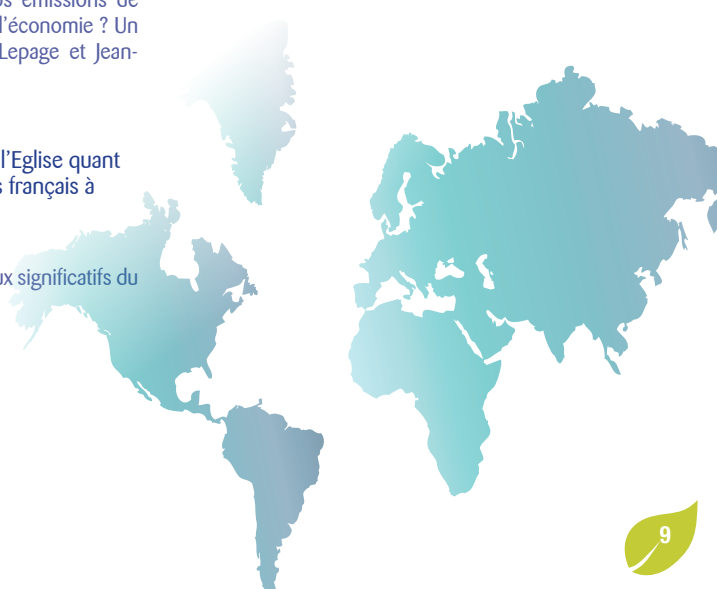 os émissions de
l'économie ? Un
Lepage et Jean-
l'Eglise quant
s français à
ux significatifs du
9